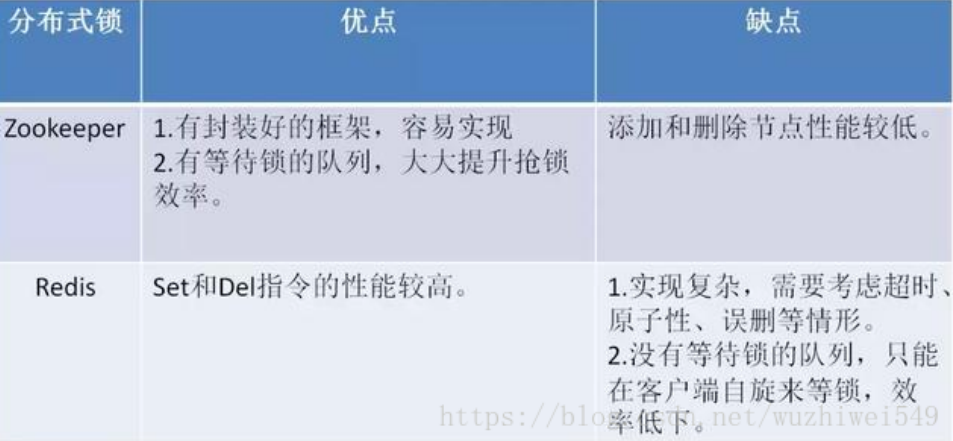 分布式锁 优点 缺点
Zookeeper 1.有封装好的框架，容易实现 添加和删除节点性能较低。
2.有等待锁的队列，大大提升抢锁
效率。
Redis Set和Del指令的性能较高。 1.实现复杂，需要考虑超时、
原子性、误删等情形。
2.没有等待锁的队列，只能
在客户端自旋来等锁，效
率低下。
https://blog.csdn.net/wuzhiwei549